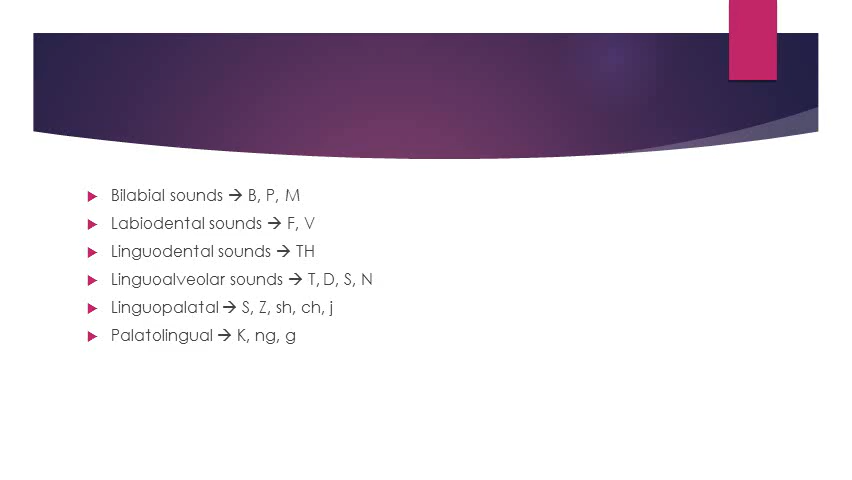 Bilabial sounds → B, P, M
Labiodental sounds → F, V
Linguodental sounds → TH
Linguoalveolar sounds → T, D, S, N
Linguopalatal → S, Z, sh, ch, j
Palatolingual → K, ng, g